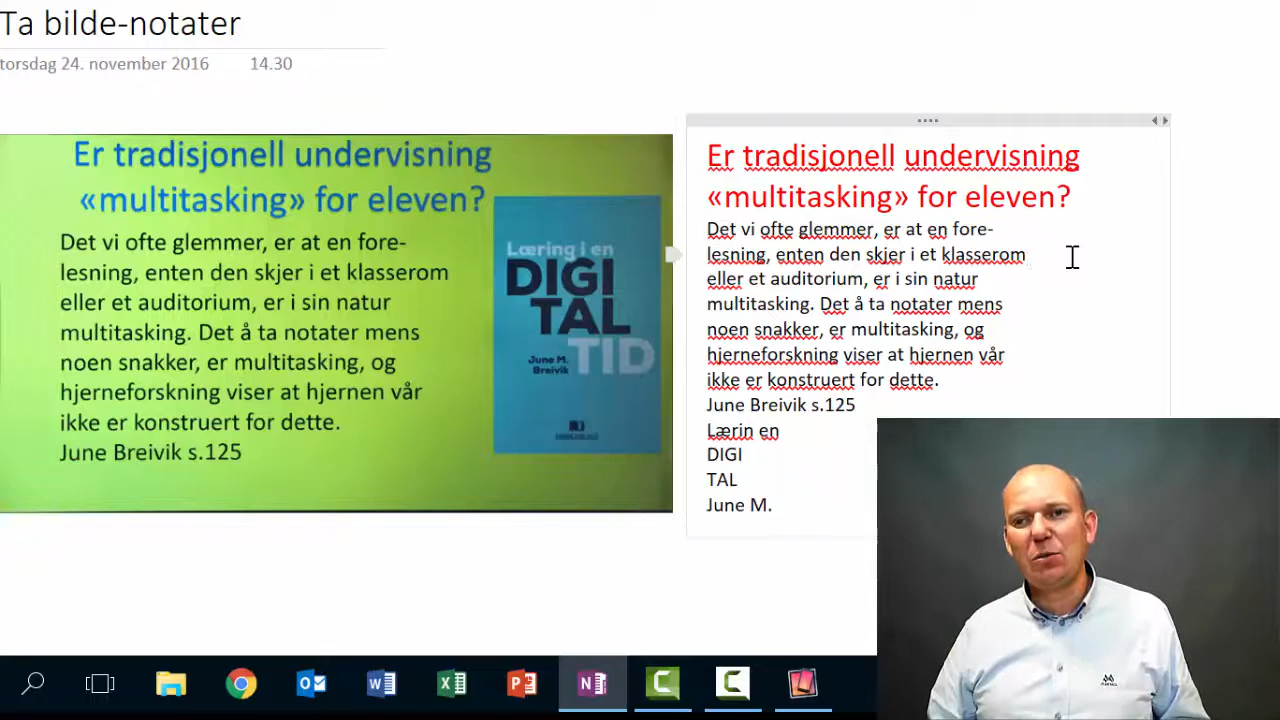 Ta bilde-notater
torsdag 24. november 2016 14.30
Er tradisjonell undervisning
«multitasking» for eleven?
Det vi ofte glemmer, er at en fore-
lesning, enten den skjer i et klasserom
eller et auditorium, er i sin natur
multitasking. Det å ta notater mens
noen snakker, er multitasking, og
hjerneforskning viser at hjernen vår
ikke er konstruert for dette.
June Breivik s.125
Læring i en
DIGI
TAL
TID
June M.
Breivik
Er tradisjonell undervisning
«multitasking» for eleven?
Det vi ofte glemmer, er at en fore-
lesning, enten den skjer i et klasserom
eller et auditorium, er i sin natur
multitasking. Det å ta notater mens
noen snakker, er multitasking, og
hjerneforskning viser at hjernen vår
ikke er konstruert for dette.
June Breivik s.125
Lærin en
DIGI
TAL
June M.